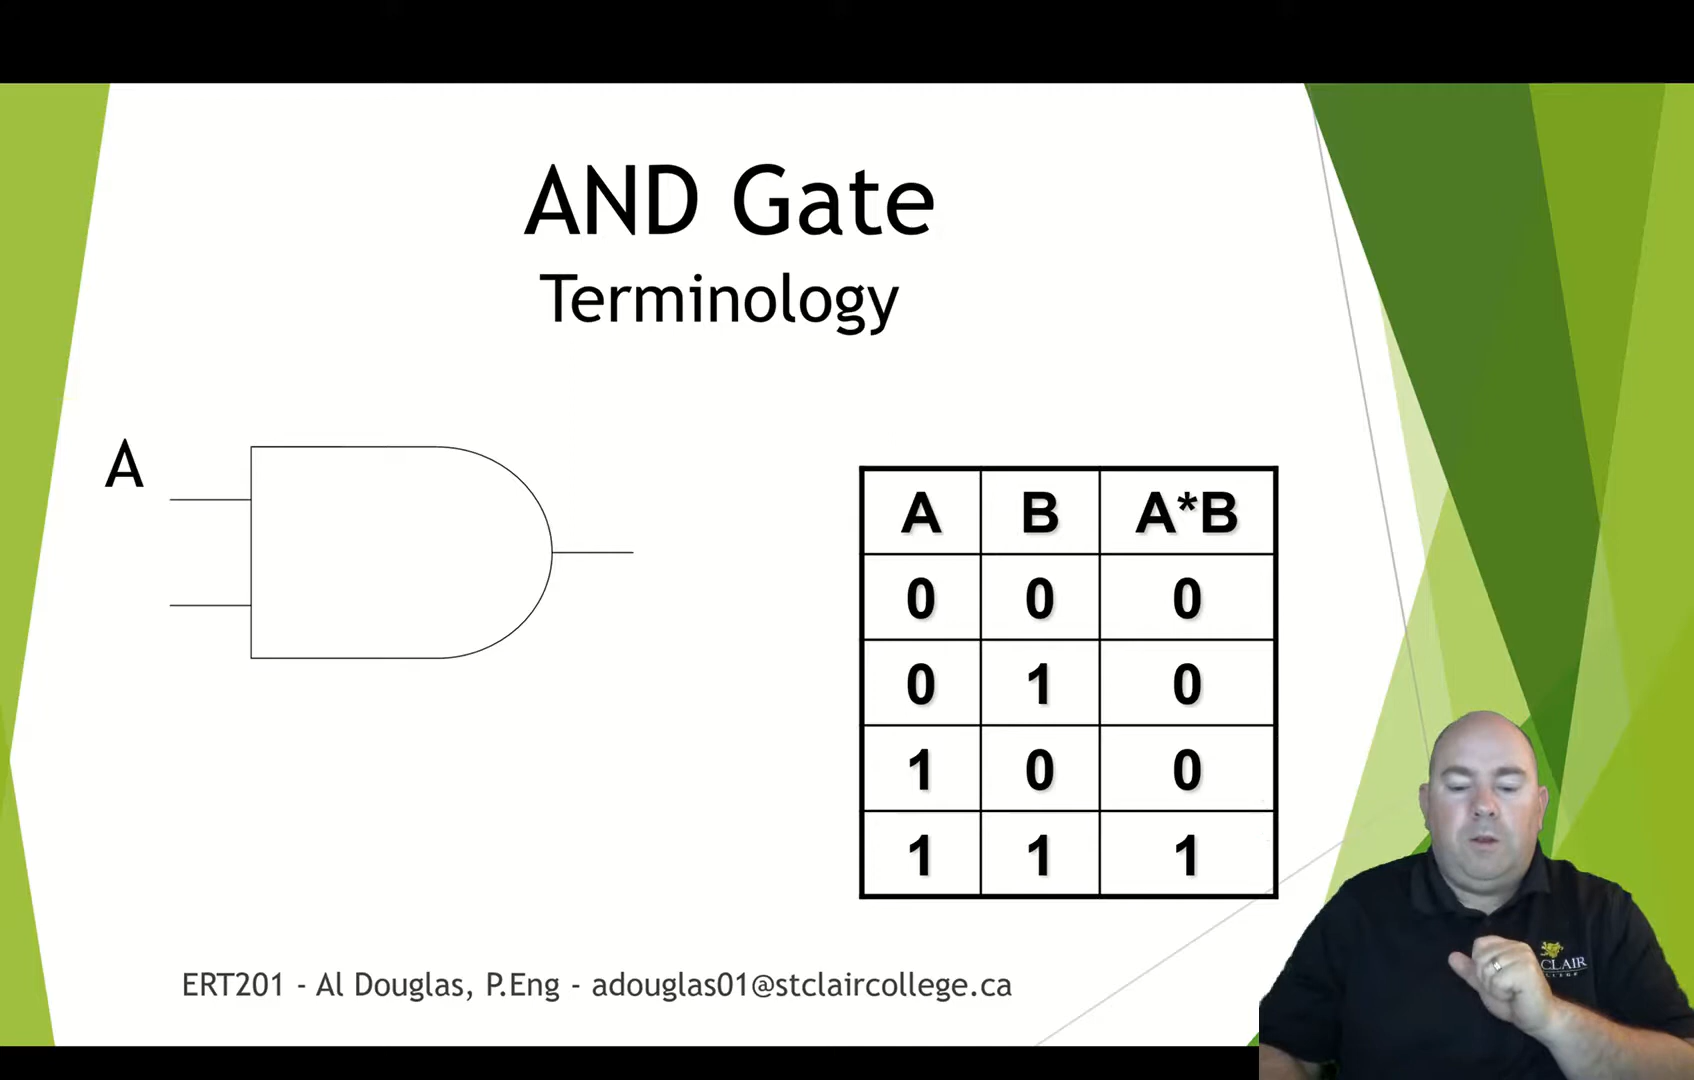 AND Gate
Terminology
A
A B A*B
0 0 0
0 1 0
1 0 0
1 1 1
CLAIR
ERT201 - Al Douglas, P.Eng - adouglas01@stclaircollege.ca